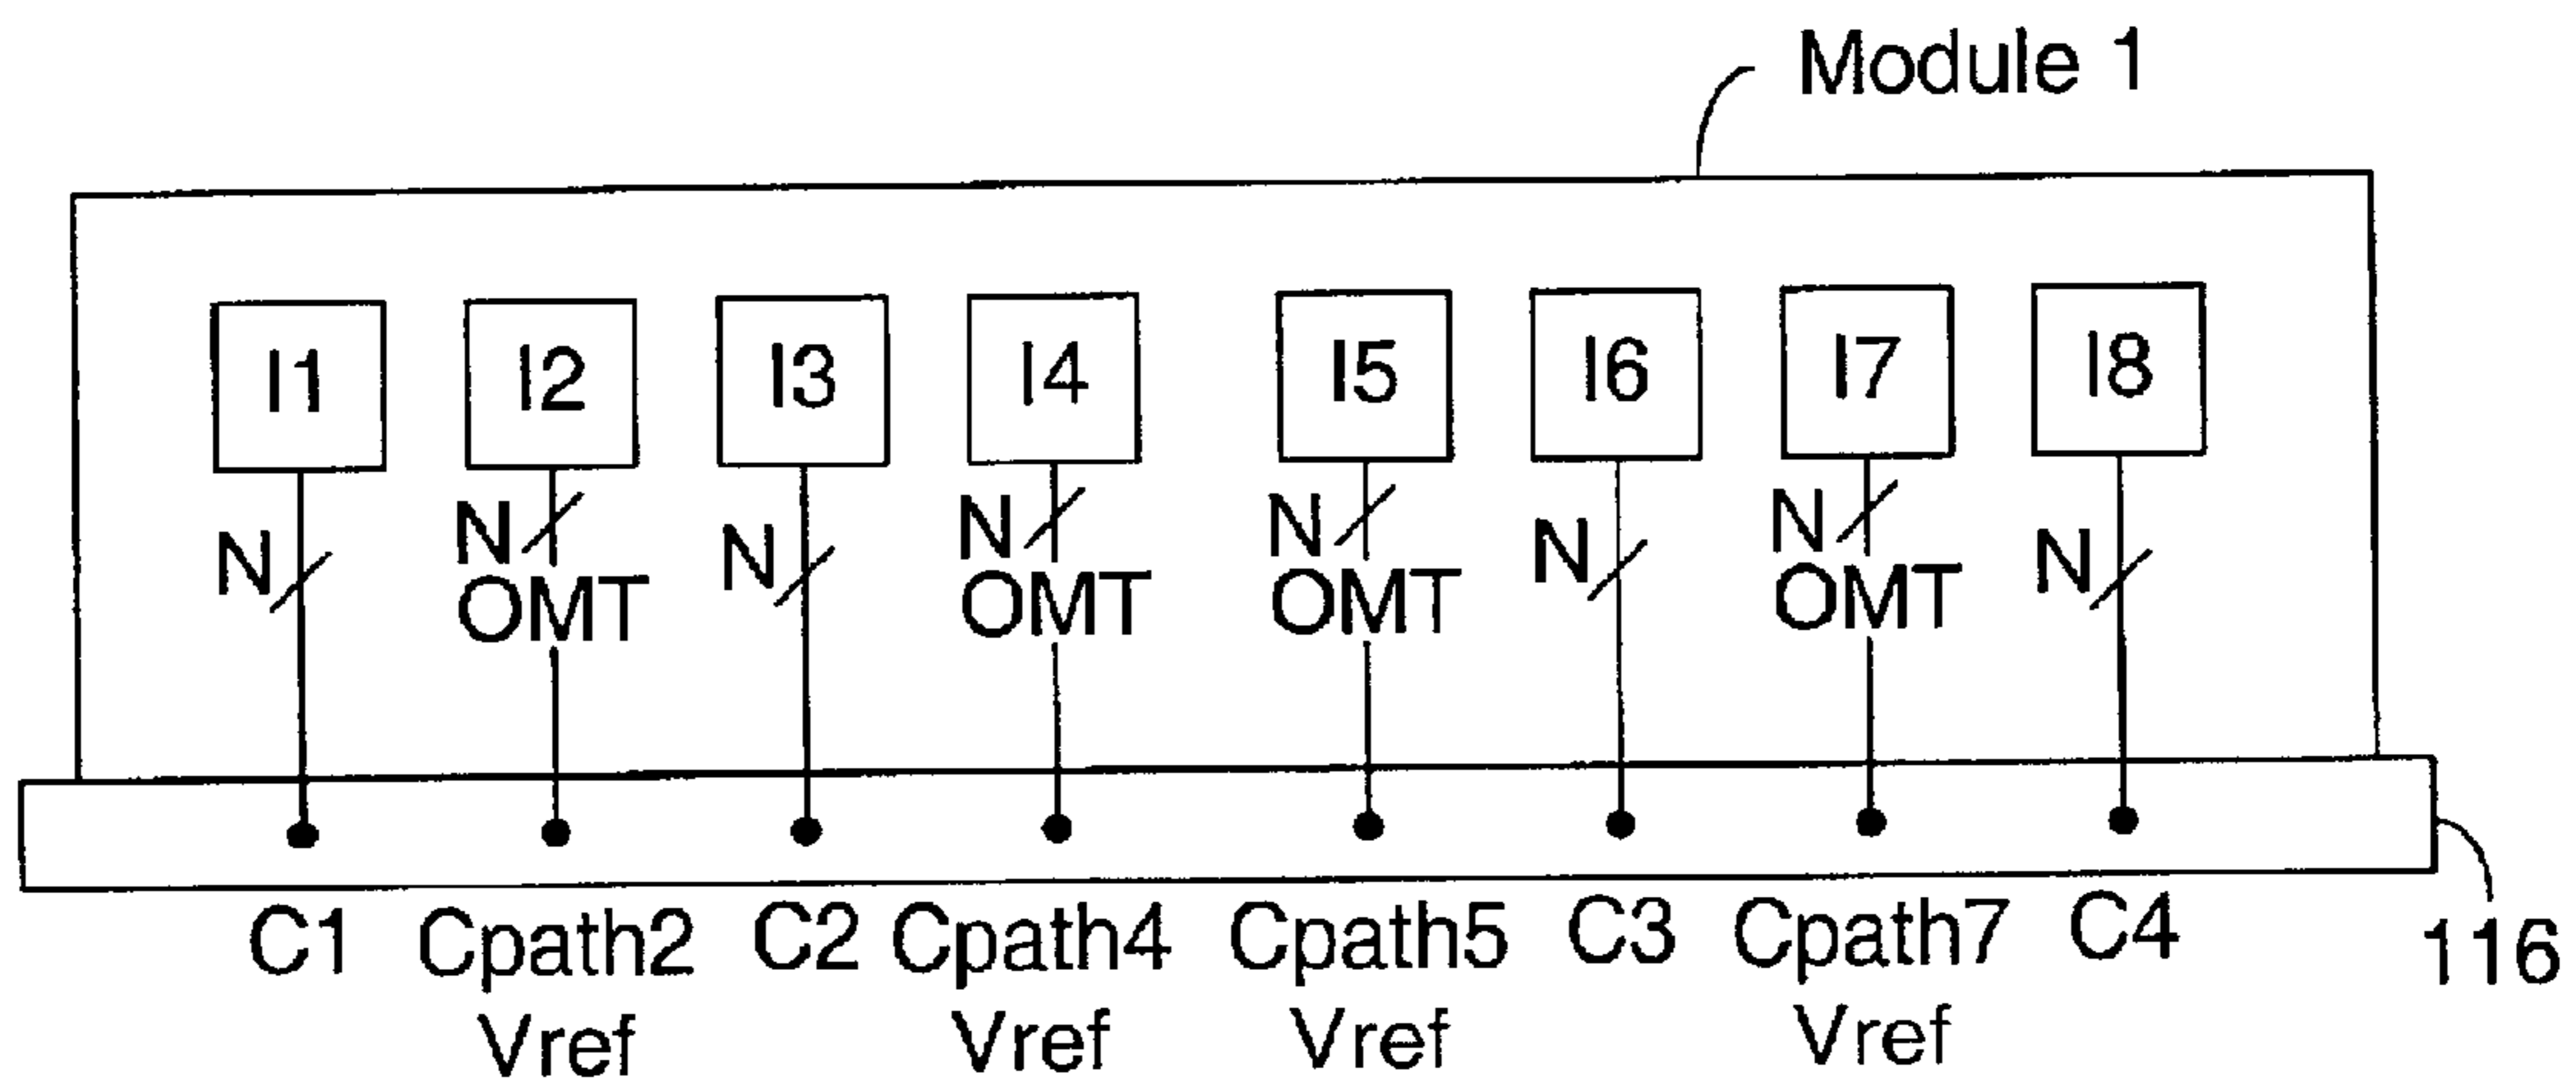 Module 1
I1 I2 I3 I4 I5 I6 I7 I8
N N N N N N N N
OMT OMT OMT OMT
C1 Cpath2 C2 Cpath4 Cpath5 C3 Cpath7 C4
Vref Vref Vref Vref
116